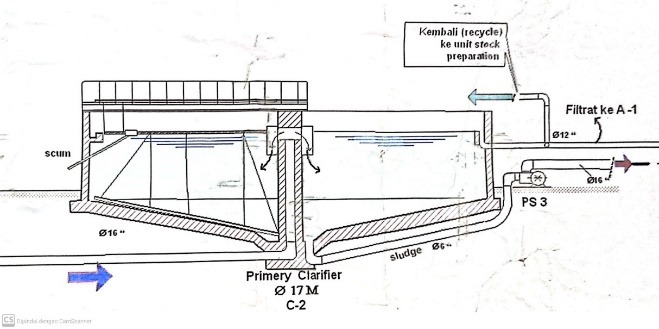 Kembali (recycle)
ke unit stock
preparation
Filtrat ke A-1
Ø12 "
scum
Ø16 "
PS 3
Ø16 "
sludge Ø6 "
Primery Clarifier
Ø 17 M
C-2
CS Dipindai dengan CamScanner